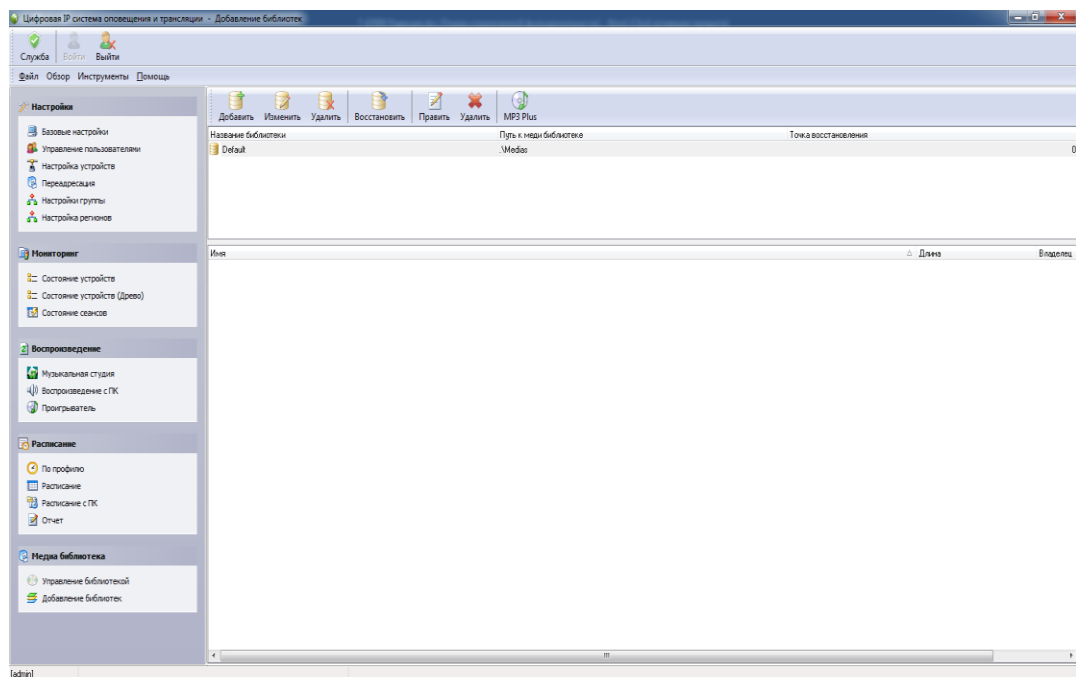 Цифровая IP система оповещения и трансляции - Добавление библиотек
Служба Войти Выйти
Файл Обзор Инструменты Помощь
Настройки
Базовые настройки
Управление пользователями
Настройка устройств
Переадресация
Настройки группы
Настройка регионов
Мониторинг
Состояние устройств
Состояние устройств (Древо)
Состояние сеансов
Воспроизведение
Музыкальная студия
Воспроизведение с ПК
Проигрыватель
Расписание
По профилю
Расписание
Расписание с ПК
Отчет
Медиа библиотека
Управление библиотекой
Добавление библиотек
Добавить Изменить Удалить Восстановить Править Удалить MP3 Plus
Название библиотеки Путь к меди библиотеке Точка восстановления
Default .\Medias 0
Имя Длина Владелец
[admin]